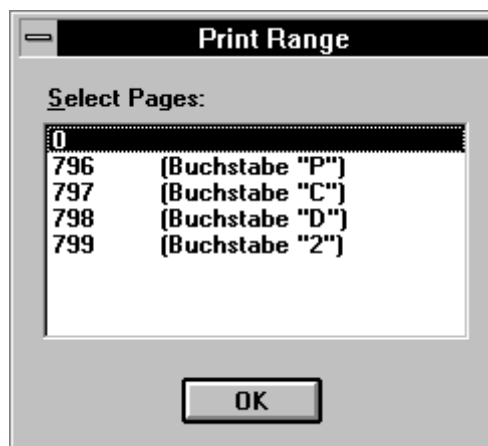 Print Range
Select Pages:
0
796 (Buchstabe "P")
797 (Buchstabe "C")
798 (Buchstabe "D")
799 (Buchstabe "2")
OK